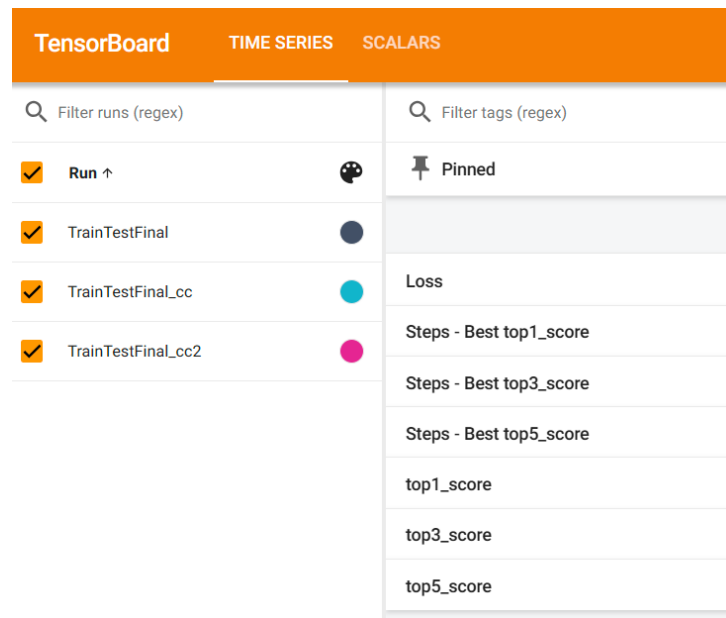 TensorBoard TIME SERIES SCALARS
Filter runs (regex)
Run ↑
TrainTestFinal
TrainTestFinal_cc
TrainTestFinal_cc2
Filter tags (regex)
Pinned
Loss
Steps - Best top1_score
Steps - Best top3_score
Steps - Best top5_score
top1_score
top3_score
top5_score